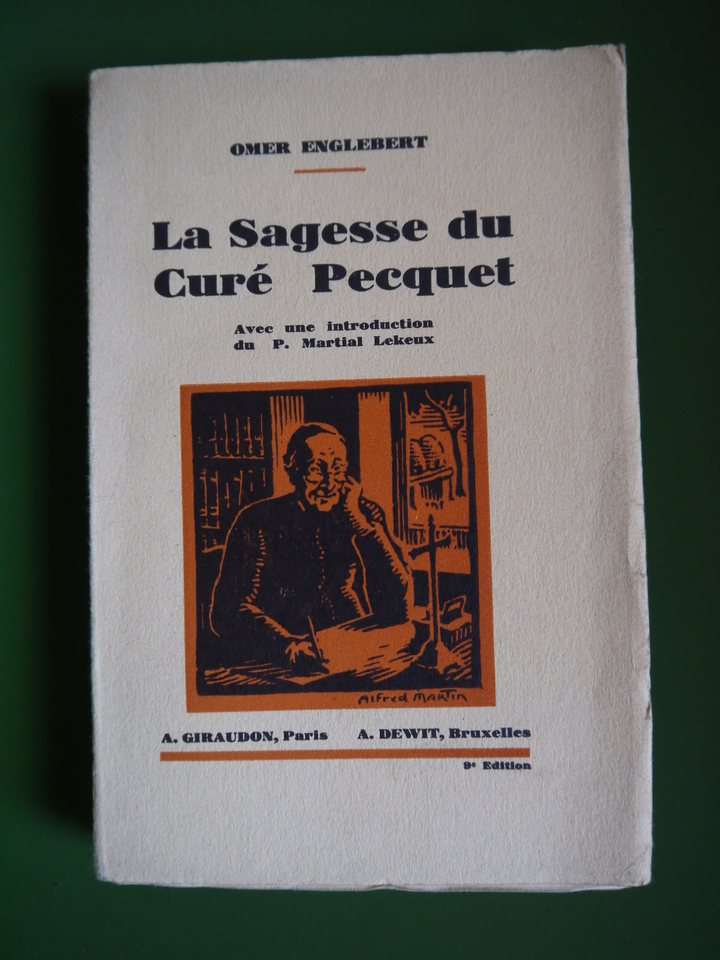 OMER ENGLEBERT
La Sagesse du
Curé Pecquet
Avec une introduction
du P. Martial Lekeux
Alfred MARTin
A. GIRAUDON, Paris A. DEWIT, Bruxelles
9e Edition